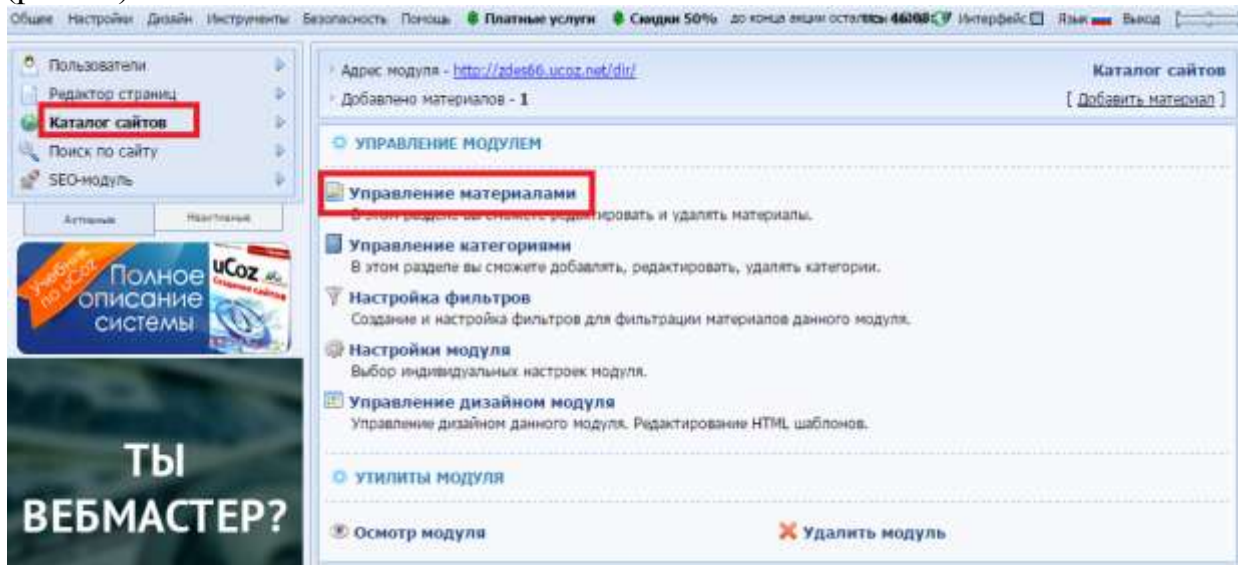 Общее Настройки Дизайн Инструменты Безопасность Помощь Платные услуги Скидки 50% до конца акции Интерфейс Язык Выход
Пользователи
Редактор страниц
Каталог сайтов
Поиск по сайту
SEO-модуль
Активные Неактивные
Учебник по uCoz
Полное описание системы
uCoz
ТЫ
ВЕБМАСТЕР?
Адрес модуля - http://zdes66.ucoz.net/dir/
Каталог сайтов
Добавлено материалов - 1
[ Добавить материал ]
УПРАВЛЕНИЕ МОДУЛЕМ
Управление материалами
В этом разделе вы сможете редактировать и удалять материалы.
Управление категориями
В этом разделе вы сможете добавлять, редактировать, удалять категории.
Настройка фильтров
Создание и настройка фильтров для фильтрации материалов данного модуля.
Настройки модуля
Выбор индивидуальных настроек модуля.
Управление дизайном модуля
Управление дизайном данного модуля. Редактирование HTML шаблонов.
УТИЛИТЫ МОДУЛЯ
Осмотр модуля
Удалить модуль